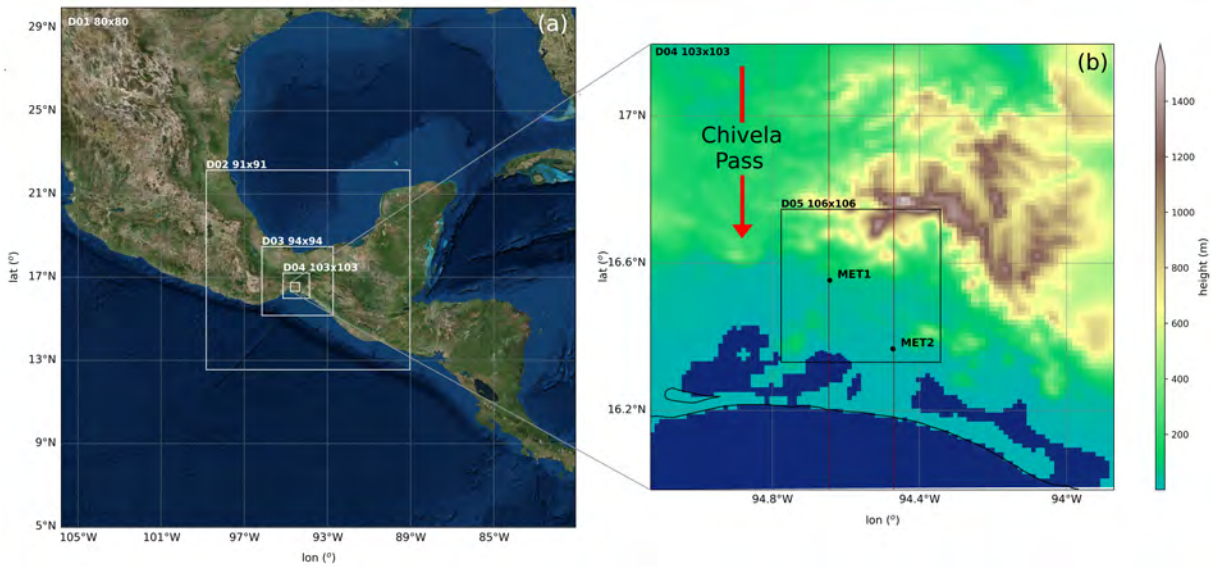 D01 80x80
(a)
29°N
25°N
D02 91x91
21°N
D03 94x94
D04 103x103
17°N
13°N
9°N
5°N
lat (°)
105°W 101°W 97°W 93°W 89°W 85°W
lon (°)
D04 103x103
(b)
17°N
Chivela
Pass
D05 106x106
16.6°N
MET1
MET2
16.2°N
lat (°)
94.8°W 94.4°W 94°W
lon (°)
1400
1200
1000
800
600
400
200
height (m)